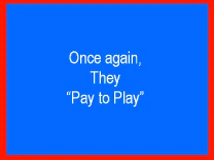 Once again,
They
“Pay to Play”